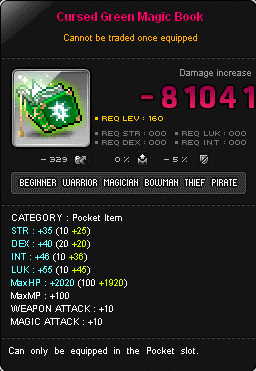 Cursed Green Magic Book
Cannot be traded once equipped
Damage increase
-81041
REQ LEV : 160
REQ STR : 000 REQ LUK : 000
REQ DEX : 000 REQ INT : 000
- 329 0 % - 5 %
BEGINNER WARRIOR MAGICIAN BOWMAN THIEF PIRATE
CATEGORY : Pocket Item
STR : +35 (10 +25)
DEX : +40 (20 +20)
INT : +46 (10 +36)
LUK : +55 (10 +45)
MaxHP : +2020 (100 +1920)
MaxMP : +100
WEAPON ATTACK : +10
MAGIC ATTACK : +10
Can only be equipped in the Pocket slot.